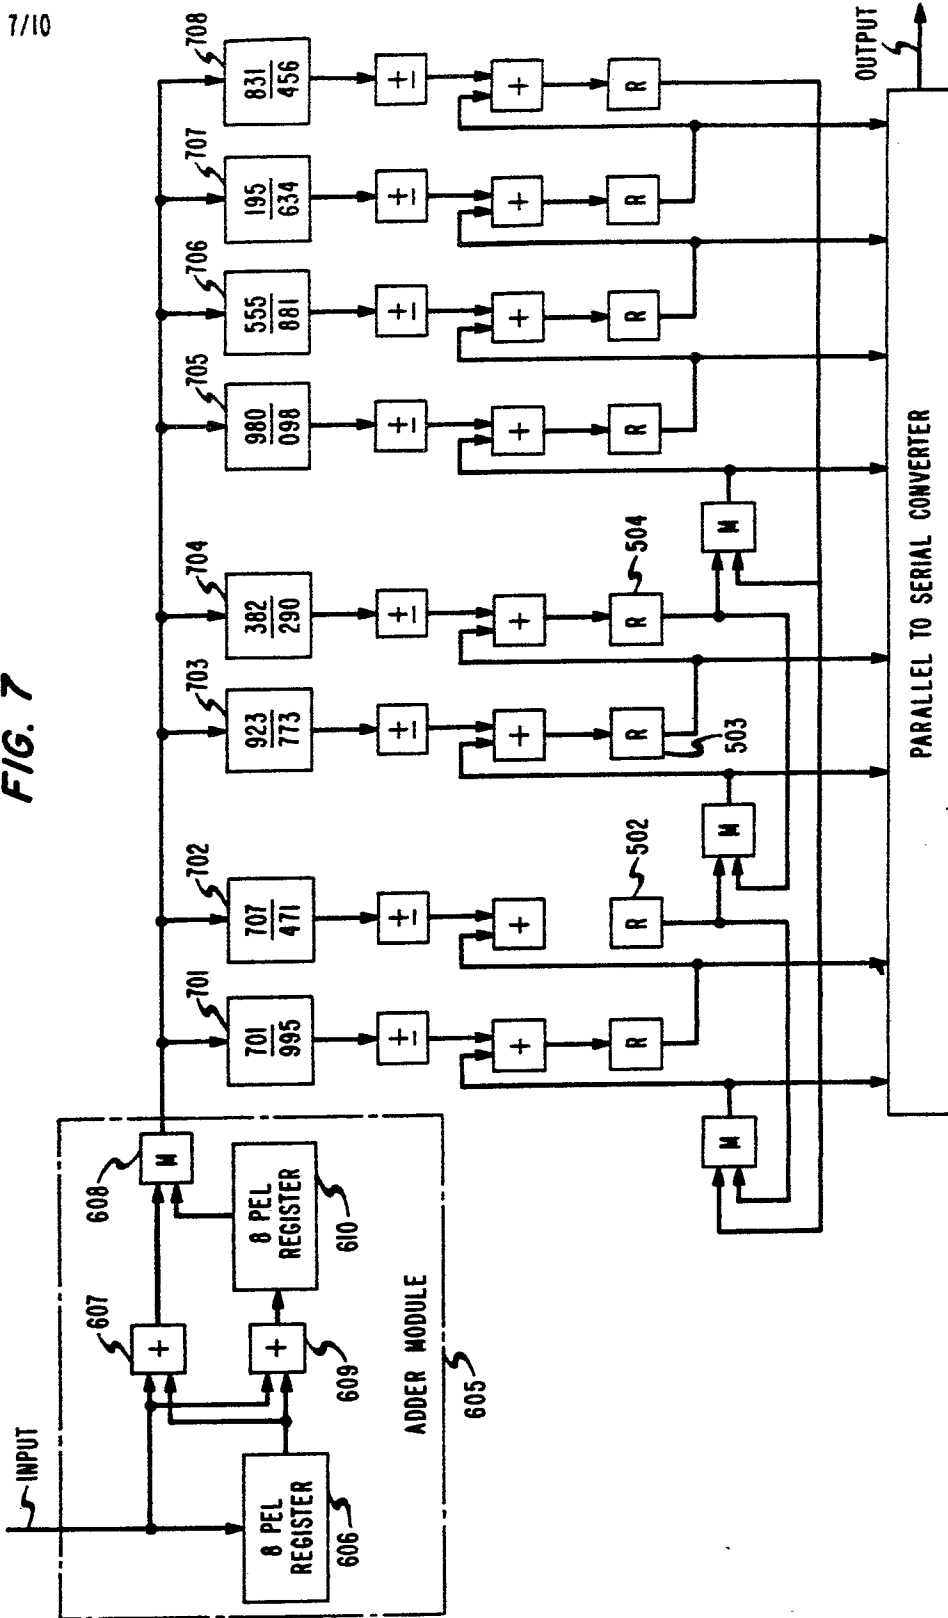 7/10
FIG. 7
INPUT
8 PEL
REGISTER
606
+
607
+
609
8 PEL
REGISTER
610
M
608
ADDER MODULE
605
701
701
995
702
707
471
703
923
773
704
382
290
705
980
098
706
555
881
707
195
634
708
831
456
±
±
±
±
±
±
±
±
+
+
+
+
+
+
+
+
R
R
502
R
503
R
504
R
R
R
R
M
M
M
PARALLEL TO SERIAL CONVERTER
OUTPUT